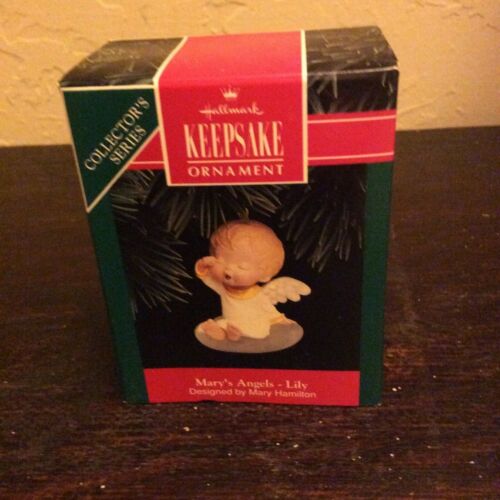 COLLECTOR'S
SERIES
Hallmark
KEEPSAKE
ORNAMENT
Mary's Angels - Lily
Designed by Mary Hamilton